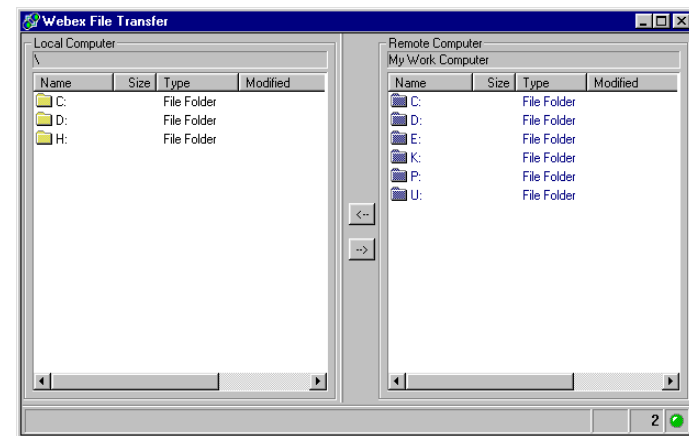 Webex File Transfer
Local Computer
\
Name Size Type Modified
C: File Folder
D: File Folder
H: File Folder
<--
-->
Remote Computer
My Work Computer
Name Size Type Modified
C: File Folder
D: File Folder
E: File Folder
K: File Folder
P: File Folder
U: File Folder
2